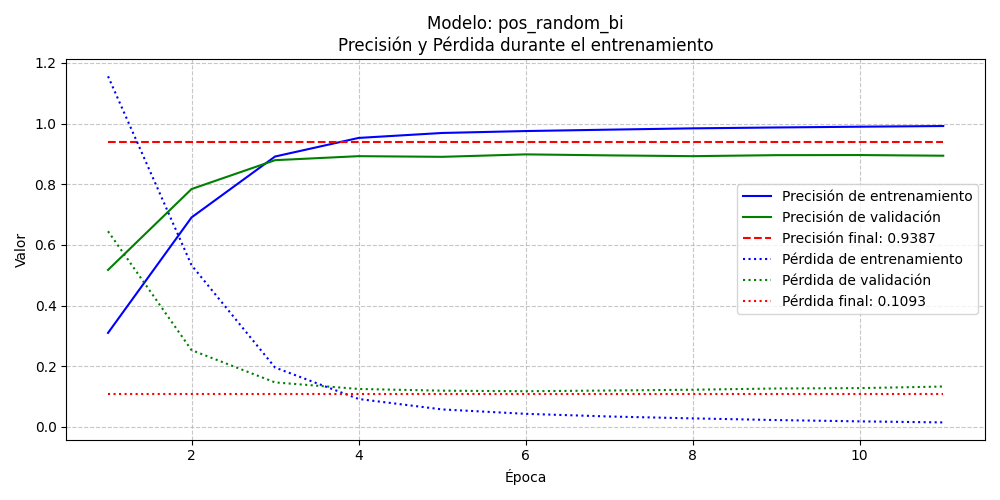 Modelo: pos_random_bi
Precisión y Pérdida durante el entrenamiento
Valor
1.2
1.0
0.8
0.6
0.4
0.2
0.0
Precisión de entrenamiento
Precisión de validación
Precisión final: 0.9387
Pérdida de entrenamiento
Pérdida de validación
Pérdida final: 0.1093
2
4
6
8
10
Época